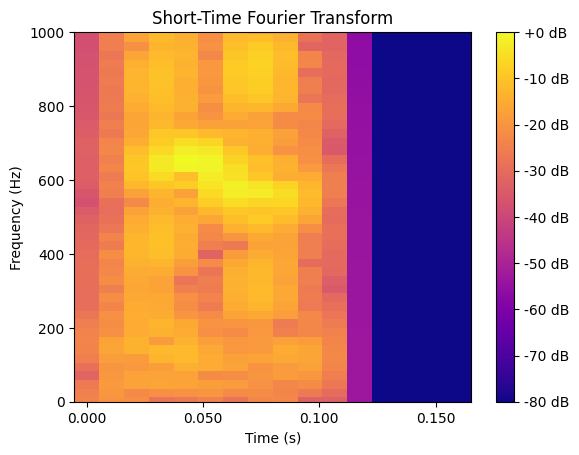 Short-Time Fourier Transform
1000
800
600
400
200
0
Frequency (Hz)
0.000
0.050
0.100
0.150
Time (s)
+0 dB
-10 dB
-20 dB
-30 dB
-40 dB
-50 dB
-60 dB
-70 dB
-80 dB